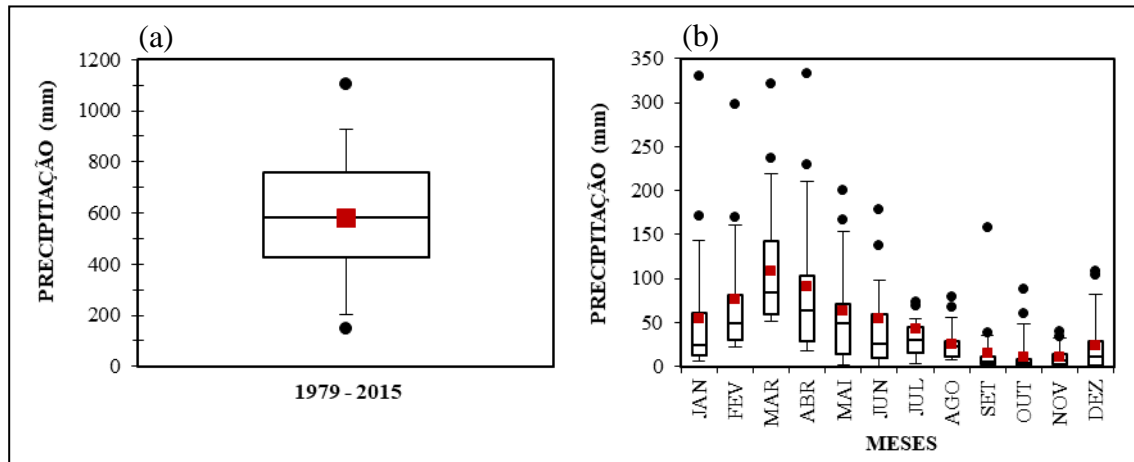 (a)
PRECIPITAÇÃO (mm)
1200
1000
800
600
400
200
0
1979 - 2015
(b)
PRECIPITAÇÃO (mm)
350
300
250
200
150
100
50
0
JAN
FEV
MAR
ABR
MAI
JUN
JUL
AGO
SET
OUT
NOV
DEZ
MESES